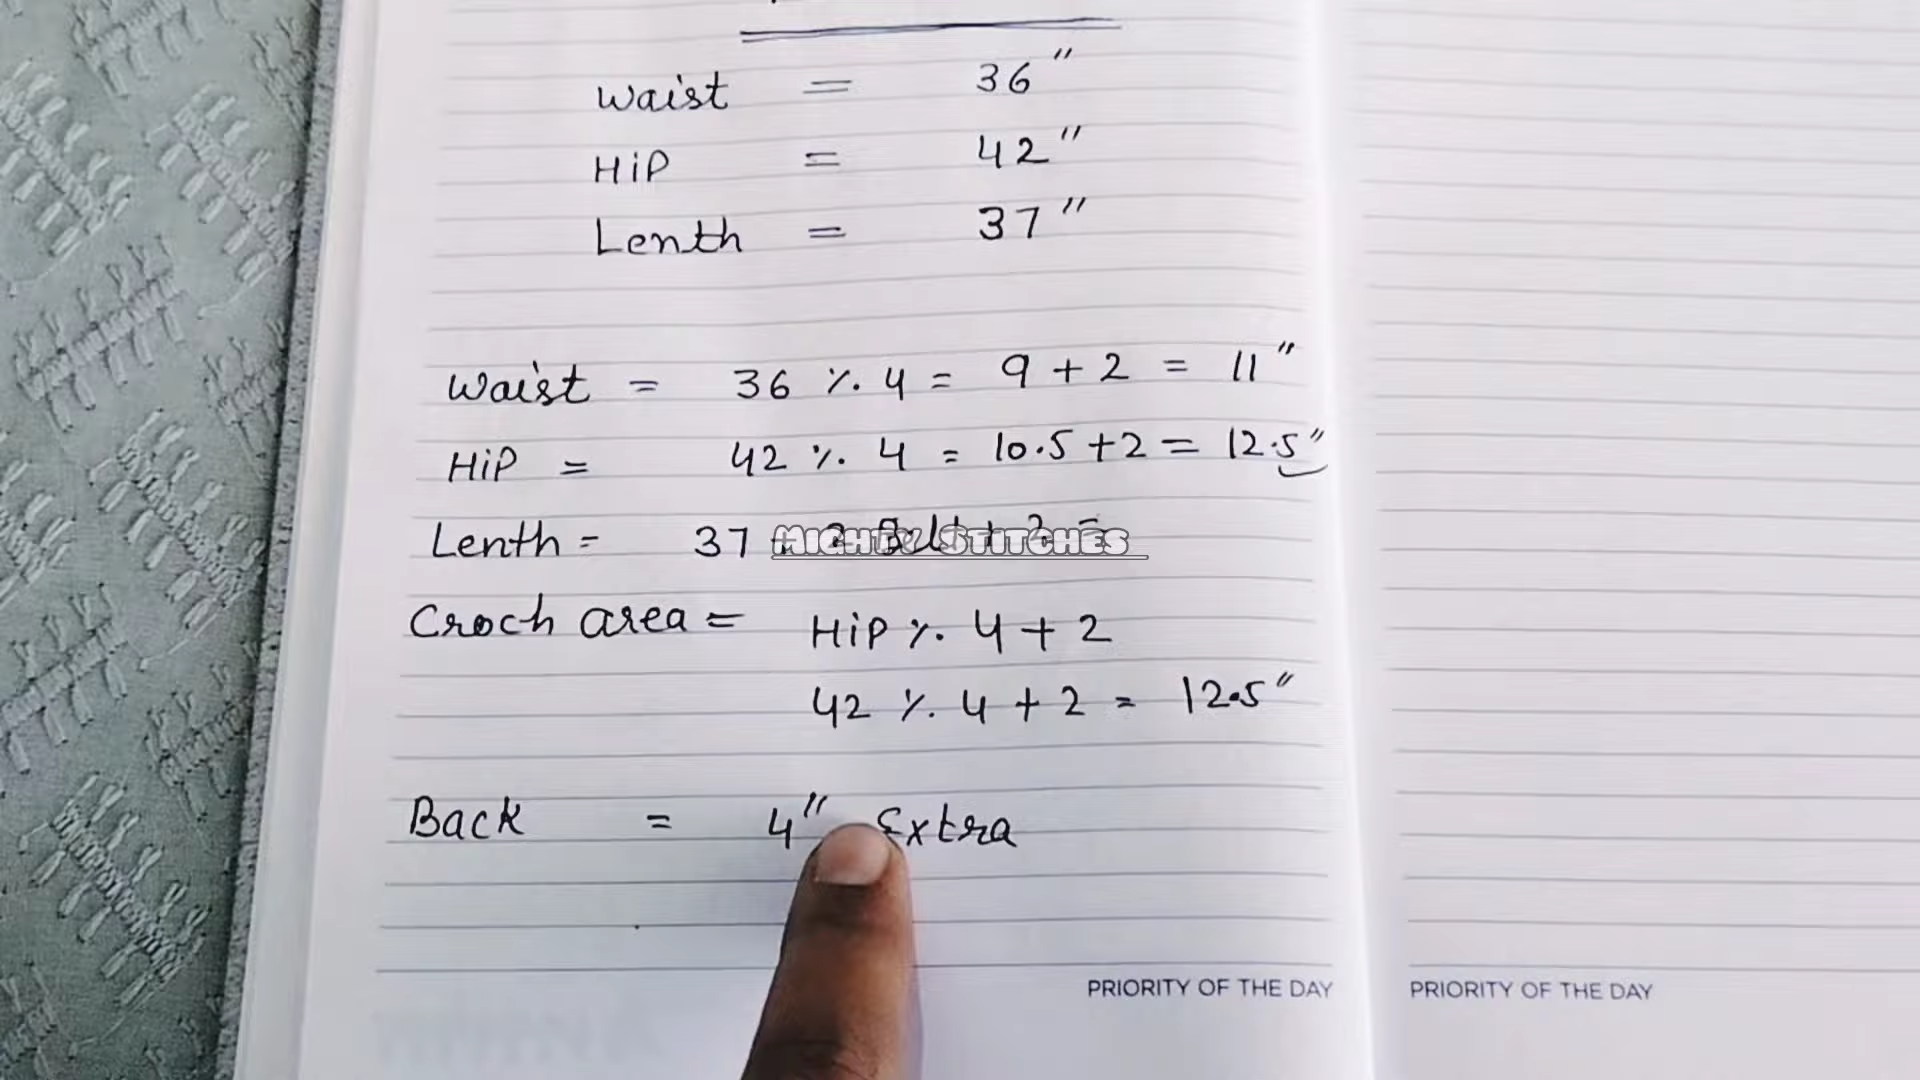 Waist = 36"
HiP = 42"
Lenth = 37"
Waist = 36 ٪ 4 = 9 + 2 = 11"
HiP = 42 ٪ 4 = 10.5 + 2 = 12.5"
Lenth = 37
MIGHTY STITCHES
Croch area = HiP ٪ 4 + 2
42 ٪ 4 + 2 = 12.5"
Back = 4" Extra
PRIORITY OF THE DAY
PRIORITY OF THE DAY